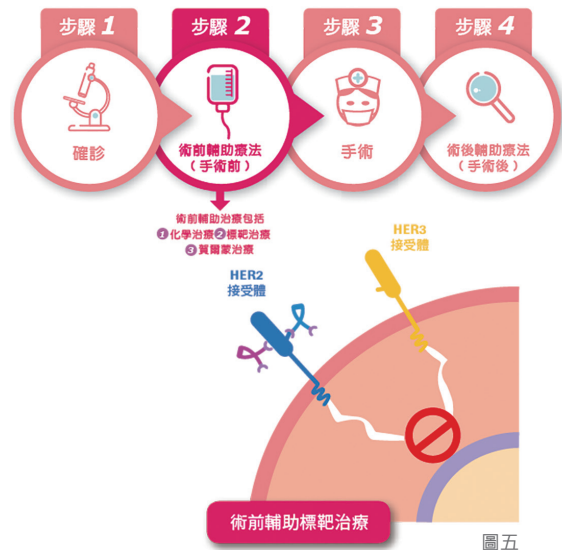 步驟 1
步驟 2
步驟 3
步驟 4
確診
術前輔助療法
（手術前）
手術
術後輔助療法
（手術後）
術前輔助治療包括
1 化學治療 2 標靶治療
3 賀爾蒙治療
HER3
接受體
HER2
接受體
術前輔助標靶治療
圖五